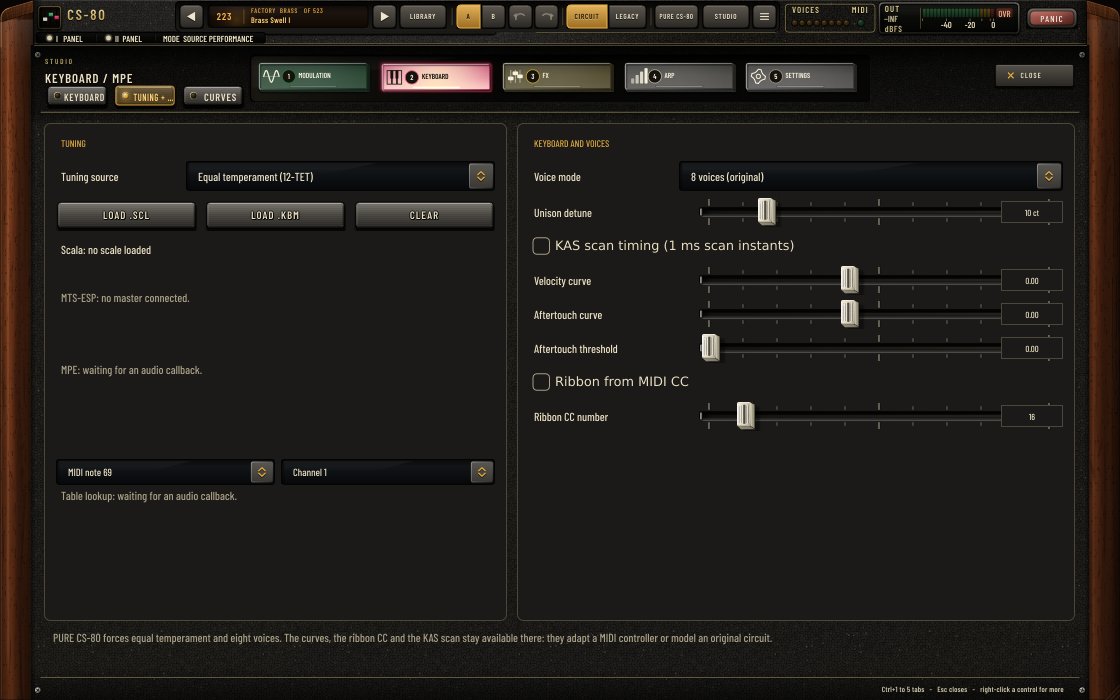 CS-80
223
FACTORY BRASS OF 523
Brass Swell I
LIBRARY
A
B
CIRCUIT
LEGACY
PURE CS-80
STUDIO
VOICES
MIDI
OUT
-INF
dBFS
-40
-20
0
OVR
PANIC
I PANEL
II PANEL
MODE SOURCE PERFORMANCE
STUDIO
KEYBOARD / MPE
1 MODULATION
2 KEYBOARD
3 FX
4 ARP
5 SETTINGS
CLOSE
KEYBOARD
TUNING + ...
CURVES
TUNING
Tuning source
Equal temperament (12-TET)
LOAD .SCL
LOAD .KBM
CLEAR
Scala: no scale loaded
MTS-ESP: no master connected.
MPE: waiting for an audio callback.
MIDI note 69
Channel 1
Table lookup: waiting for an audio callback.
KEYBOARD AND VOICES
Voice mode
8 voices (original)
Unison detune
10 ct
KAS scan timing (1 ms scan instants)
Velocity curve
0.00
Aftertouch curve
0.00
Aftertouch threshold
0.00
Ribbon from MIDI CC
Ribbon CC number
16
PURE CS-80 forces equal temperament and eight voices. The curves, the ribbon CC and the KAS scan stay available there: they adapt a MIDI controller or model an original circuit.
Ctrl+1 to 5 tabs - Esc closes - right-click a control for more